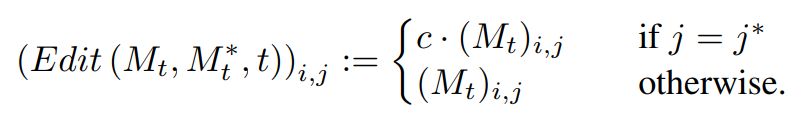 (Edit (M_t, M_t^*, t))_{i,j} := { c · (M_t)_{i,j} if j = j^*
(M_t)_{i,j} otherwise.